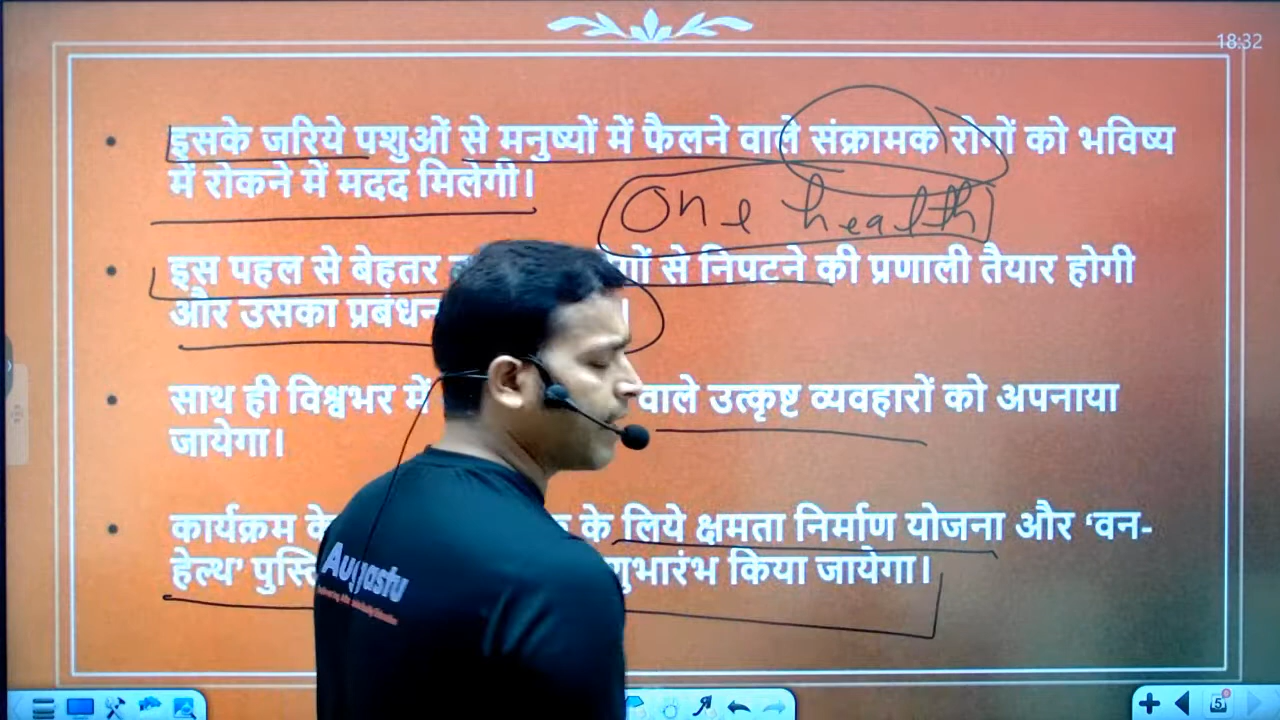 18:32
इसके जरिये पशुओं से मनुष्यों में फैलने वाले संक्रामक रोगों को भविष्य
में रोकने में मदद मिलेगी।
One health
इस पहल से बेहतर से निपटने की प्रणाली तैयार होगी
और उसका प्रबंधन
साथ ही विश्वभर में वाले उत्कृष्ट व्यवहारों को अपनाया
जायेगा।
कार्यक्रम के लिये क्षमता निर्माण योजना और ‘वन-
हेल्थ’ शुभारंभ किया जायेगा।
5